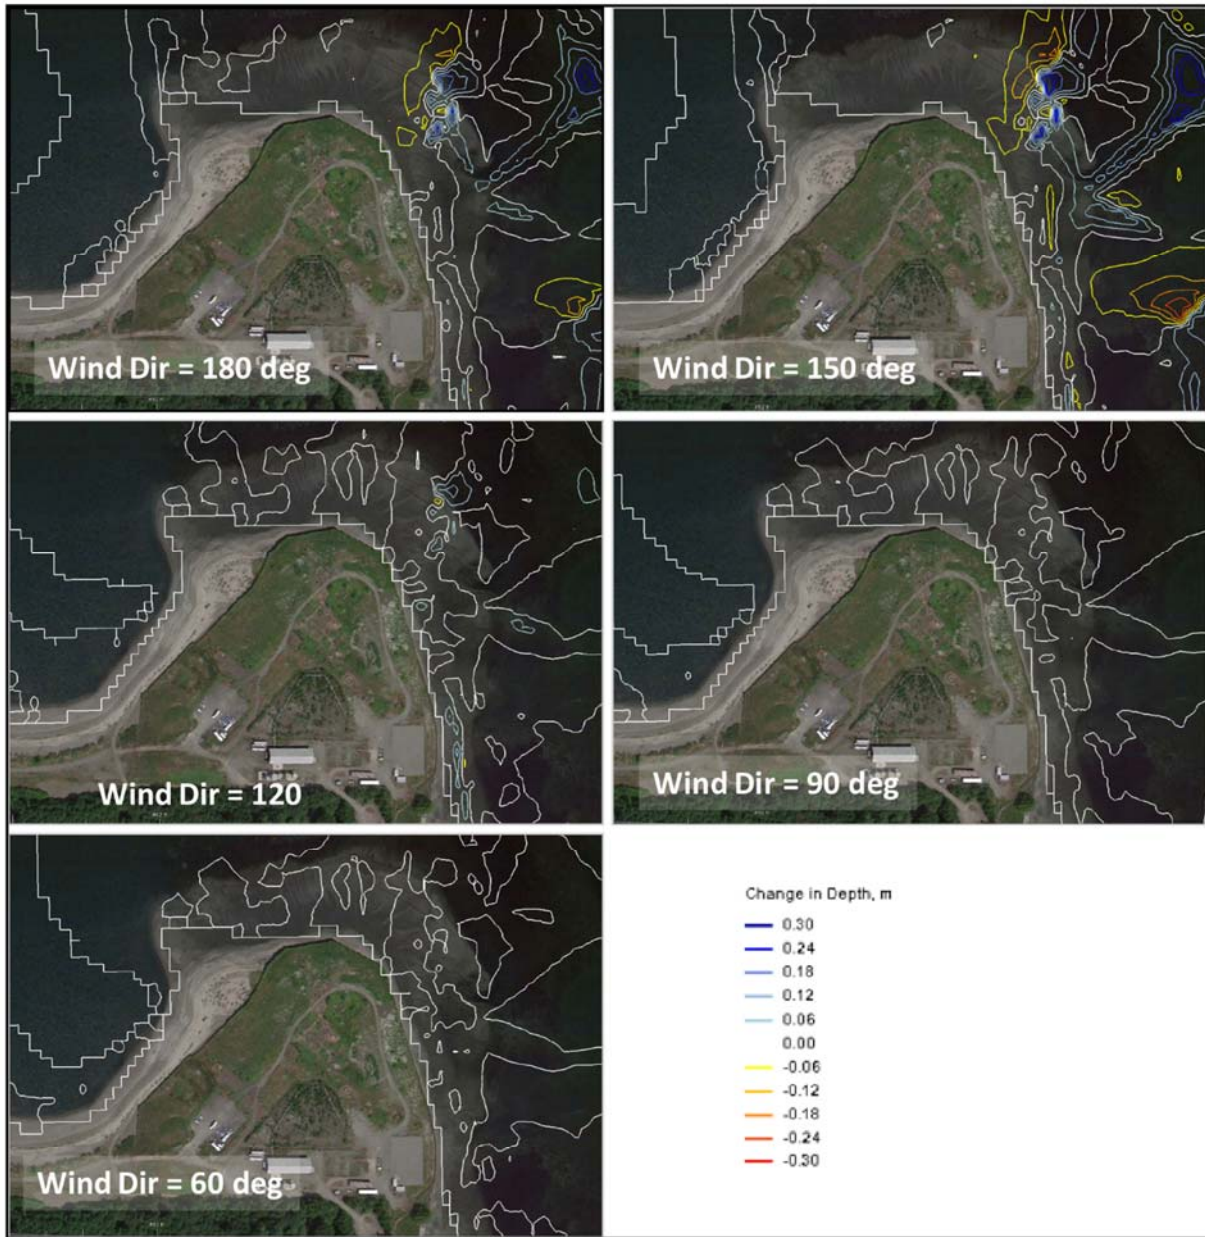 Wind Dir = 180 deg
Wind Dir = 150 deg
Wind Dir = 120
Wind Dir = 90 deg
Wind Dir = 60 deg
Change in Depth, m
0.30
0.24
0.18
0.12
0.06
0.00
-0.06
-0.12
-0.18
-0.24
-0.30